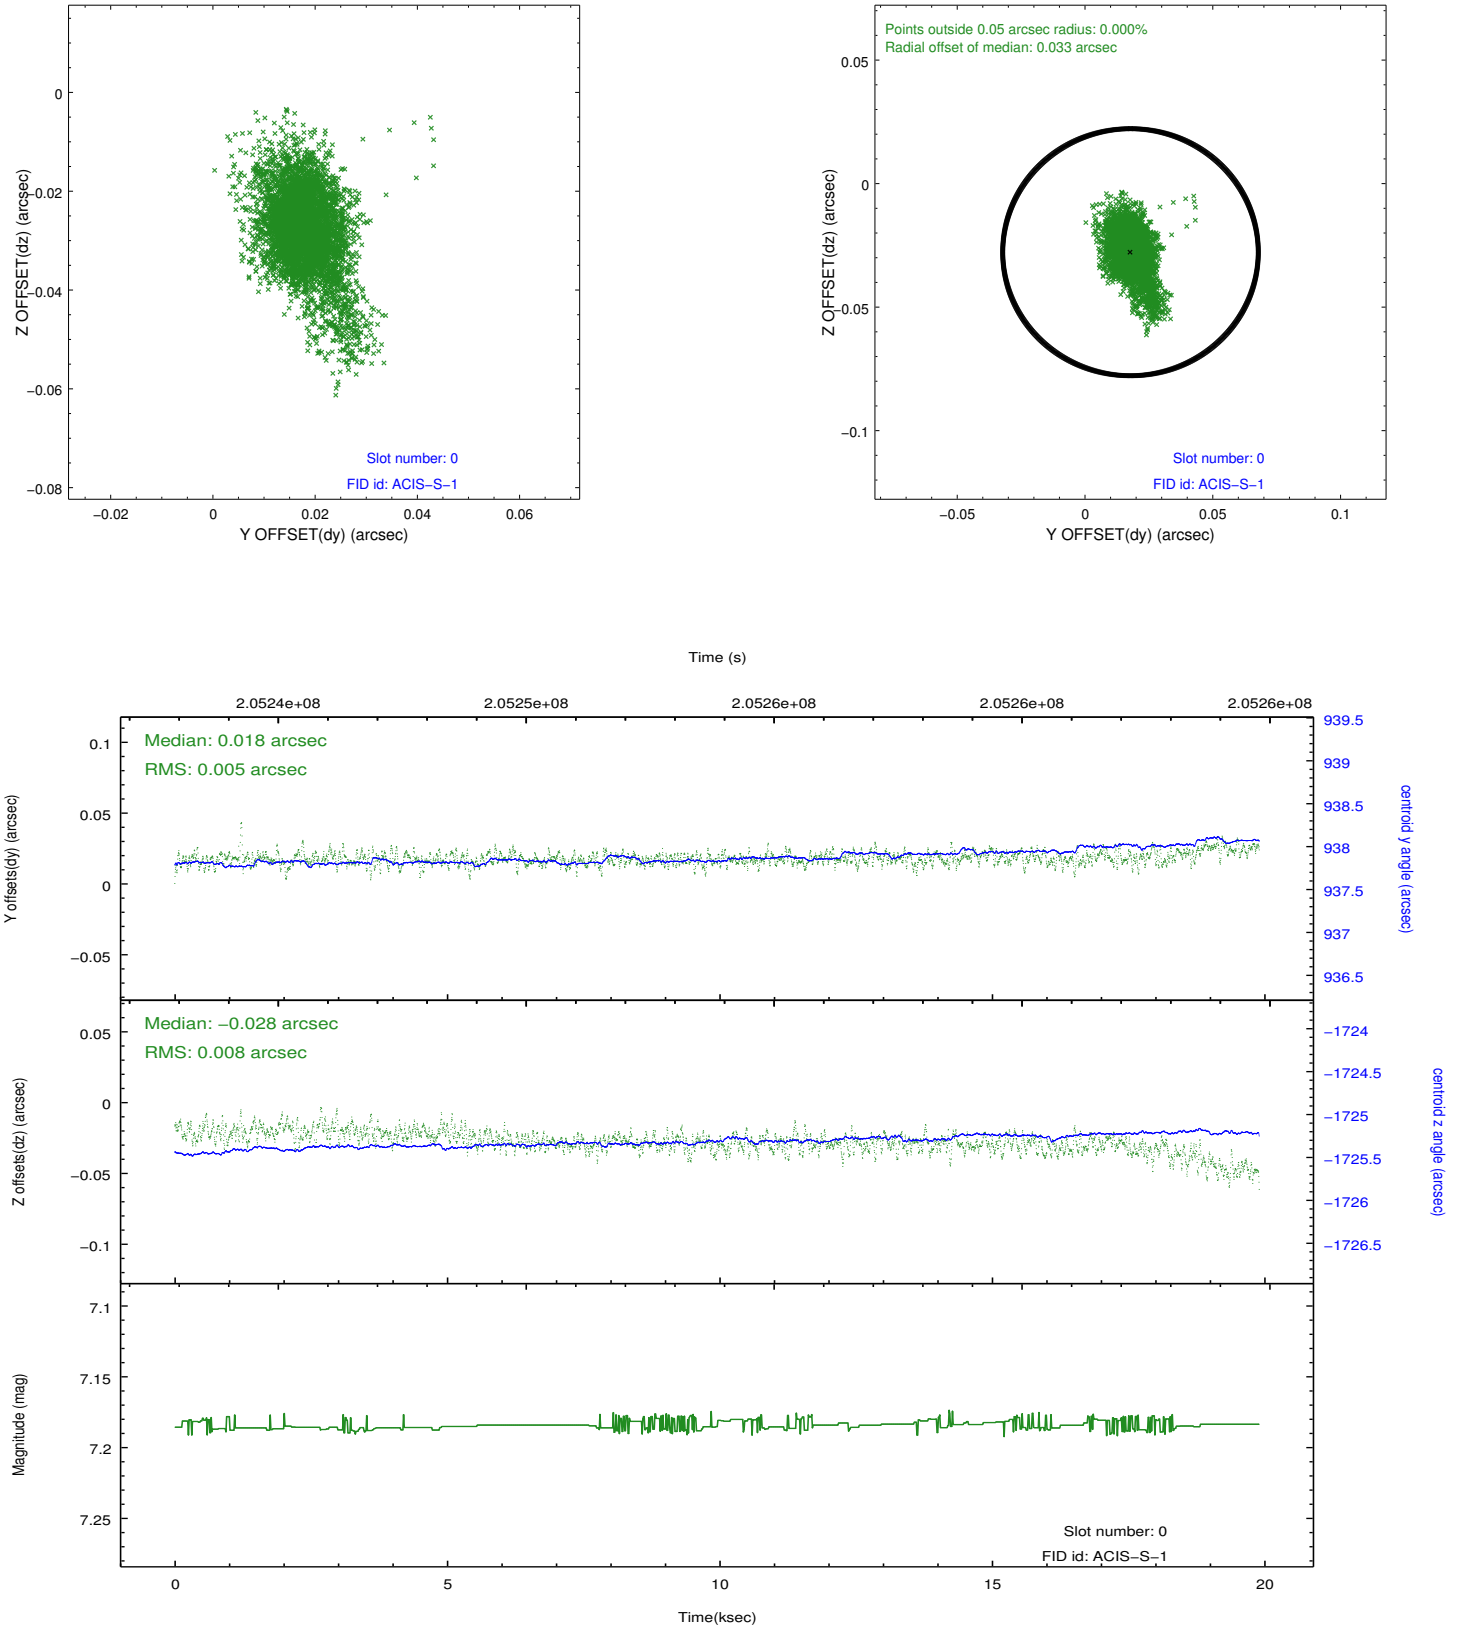 0
−0.02
−0.04
−0.06
−0.08
Z OFFSET(dz) (arcsec)
Slot number: 0
FID id: ACIS−S−1
−0.02
0
0.02
0.04
0.06
Y OFFSET(dy) (arcsec)
Points outside 0.05 arcsec radius: 0.000%
Radial offset of median: 0.033 arcsec
0.05
0
−0.05
−0.1
Z OFFSET(dz) (arcsec)
Slot number: 0
FID id: ACIS−S−1
−0.05
0
0.05
0.1
Y OFFSET(dy) (arcsec)
Time (s)
2.0524e+08
2.0525e+08
2.0526e+08
2.0526e+08
2.0526e+08
Median: 0.018 arcsec
RMS: 0.005 arcsec
0.1
0.05
0
−0.05
Y offsets(dy) (arcsec)
939.5
939
938.5
938
937.5
937
936.5
centroid y angle (arcsec)
Median: −0.028 arcsec
RMS: 0.008 arcsec
0.05
0
−0.05
−0.1
Z offsets(dz) (arcsec)
−1724
−1724.5
−1725
−1725.5
−1726
−1726.5
centroid z angle (arcsec)
7.1
7.15
7.2
7.25
Magnitude (mag)
Slot number: 0
FID id: ACIS−S−1
0
5
10
15
20
Time(ksec)